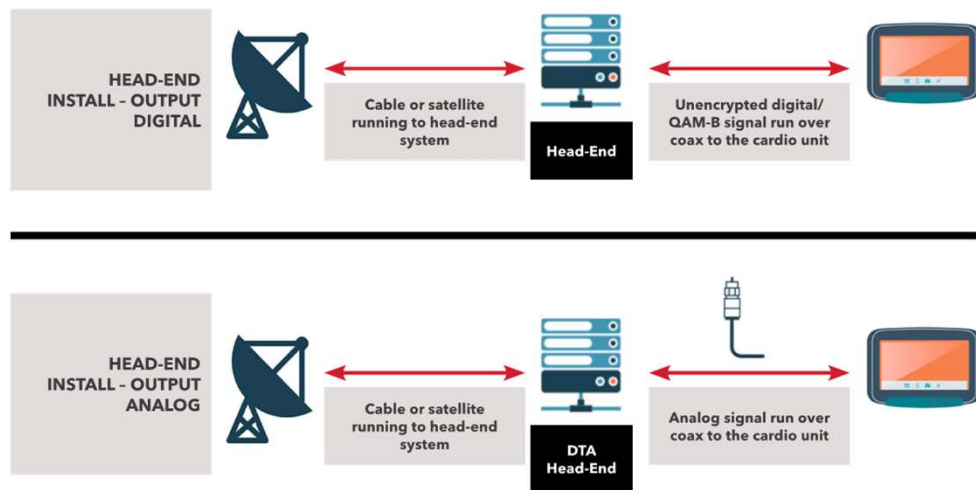 HEAD-END
INSTALL – OUTPUT
DIGITAL
Cable or satellite
running to head-end
system
Head-End
Unencrypted digital/
QAM-B signal run over
coax to the cardio unit
HEAD-END
INSTALL – OUTPUT
ANALOG
Cable or satellite
running to head-end
system
DTA
Head-End
Analog signal run over
coax to the cardio unit